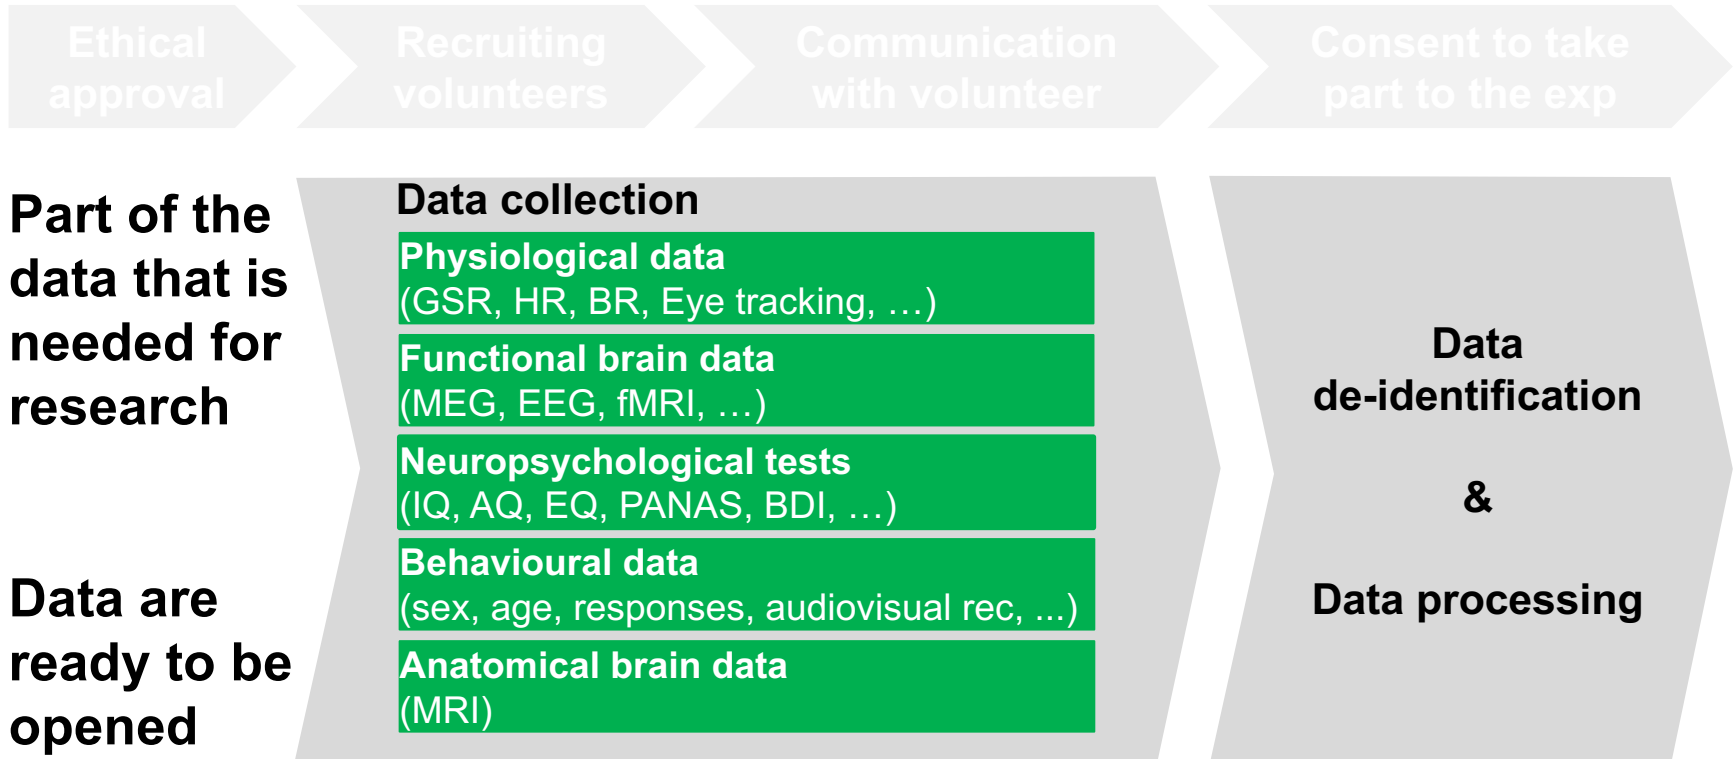 Ethical
approval
Recruiting
volunteers
Communication
with volunteer
Consent to take
part to the exp
Part of the
data that is
needed for
research
Data are
ready to be
opened
Data collection
Physiological data
(GSR, HR, BR, Eye tracking, …)
Functional brain data
(MEG, EEG, fMRI, …)
Neuropsychological tests
(IQ, AQ, EQ, PANAS, BDI, …)
Behavioural data
(sex, age, responses, audiovisual rec, ...)
Anatomical brain data
(MRI)
Data
de-identification
&
Data processing